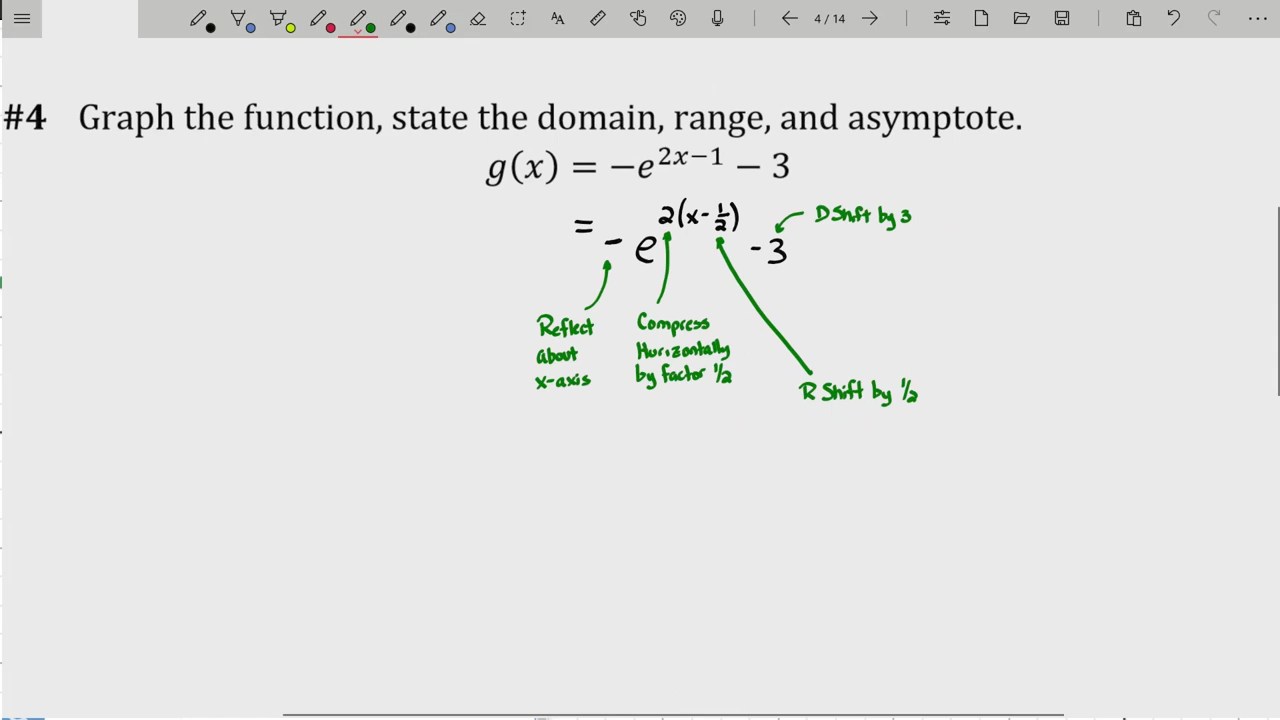 4 / 14
#4 Graph the function, state the domain, range, and asymptote.
g(x) = −e^{2x−1} − 3
= - e^{2(x - 1/2)} - 3
D Shift by 3
Reflect
About
x-axis
Compress
Horizontally
by factor 1/2
R Shift by 1/2